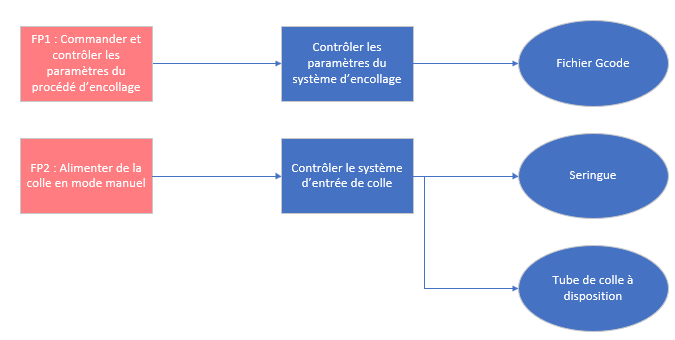 FP1 : Commander et
contrôler les
paramètres du
procédé d'encollage
Contrôler les
paramètres du
système d'encollage
Fichier Gcode
FP2 : Alimenter de la
colle en mode manuel
Contrôler le système
d'entrée de colle
Seringue
Tube de colle à
disposition